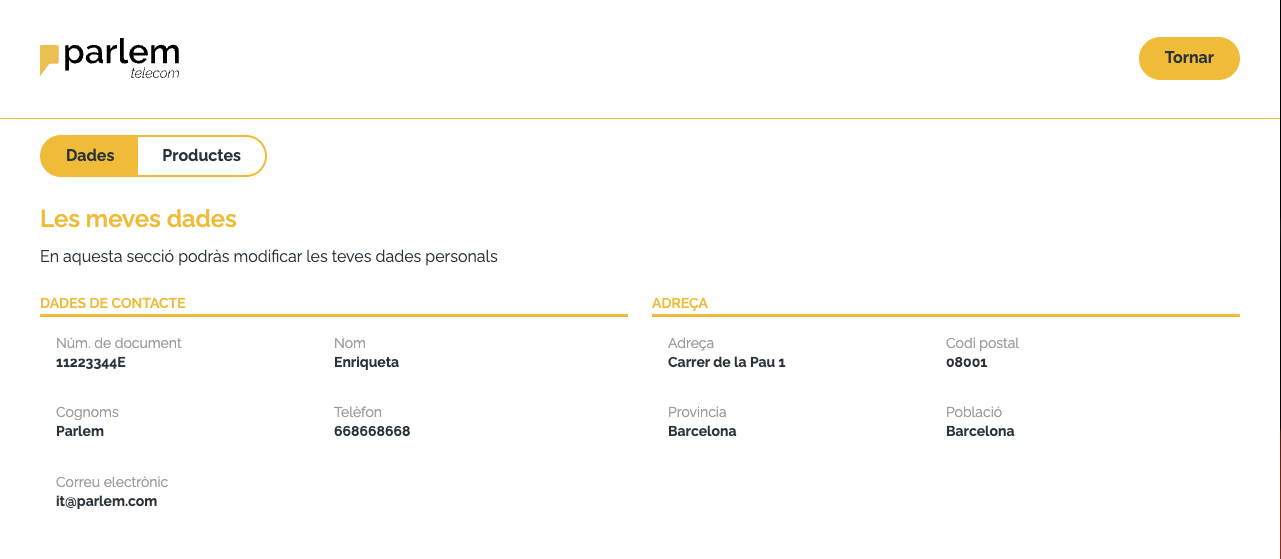 parlem
telecom
Tornar
Dades
Productes
Les meves dades
En aquesta secció podràs modificar les teves dades personals
DADES DE CONTACTE
Núm. de document
11223344E
Nom
Enriqueta
Cognoms
Parlem
Telèfon
668668668
Correu electrònic
it@parlem.com
ADREÇA
Adreça
Carrer de la Pau 1
Codi postal
08001
Provincia
Barcelona
Població
Barcelona